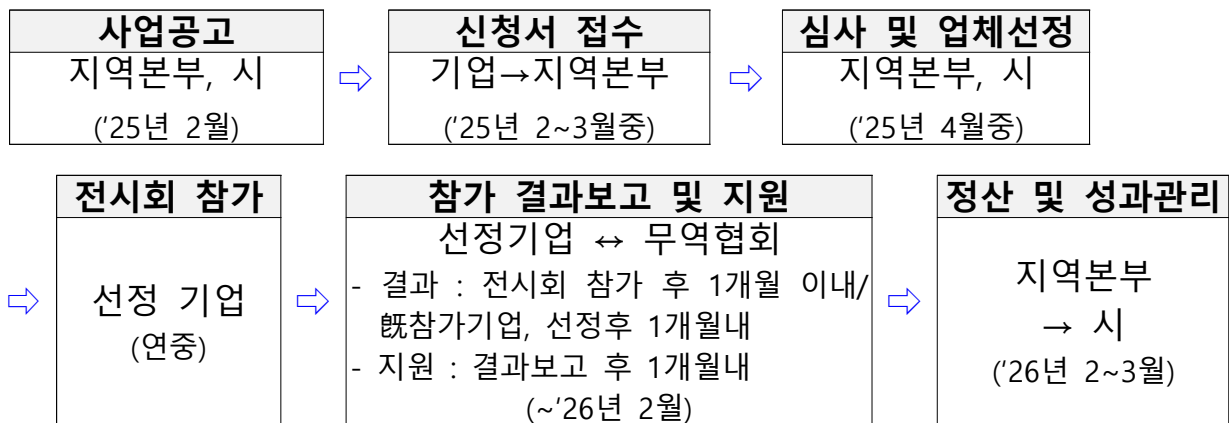 사업공고
지역본부, 시
('25년 2월)
⇨
신청서 접수
기업→지역본부
('25년 2~3월중)
⇨
심사 및 업체선정
지역본부, 시
('25년 4월중)
⇨
전시회 참가
선정 기업
(연중)
⇨
참가 결과보고 및 지원
선정기업 ↔ 무역협회
- 결과 : 전시회 참가 후 1개월 이내/
旣참가기업, 선정후 1개월내
- 지원 : 결과보고 후 1개월내
(~'26년 2월)
⇨
정산 및 성과관리
지역본부
→ 시
('26년 2~3월)